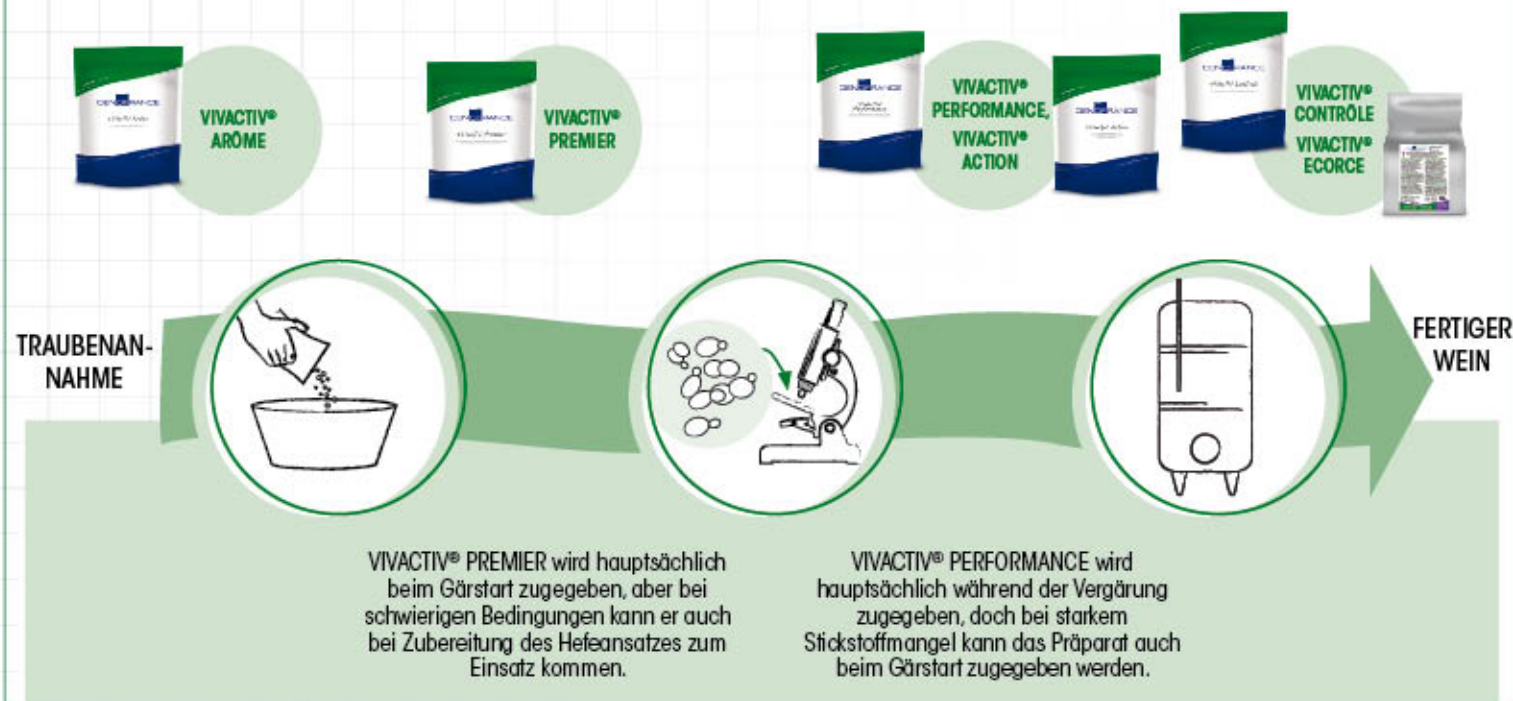 VIVACTIV®
ARÔME
VIVACTIV®
PREMIER
VIVACTIV®
PERFORMANCE,
VIVACTIV®
ACTION
VIVACTIV®
CONTRÔLE
VIVACTIV®
ECORCE
TRAUBENAN-
NAHME
FERTIGER
WEIN
VIVACTIV® PREMIER wird hauptsächlich
beim Gärstart zugegeben, aber bei
schwierigen Bedingungen kann er auch
bei Zubereitung des Hefeansatzes zum
Einsatz kommen.
VIVACTIV® PERFORMANCE wird
hauptsächlich während der Vergärung
zugegeben, doch bei starkem
Stickstoffmangel kann das Präparat auch
beim Gärstart zugegeben werden.